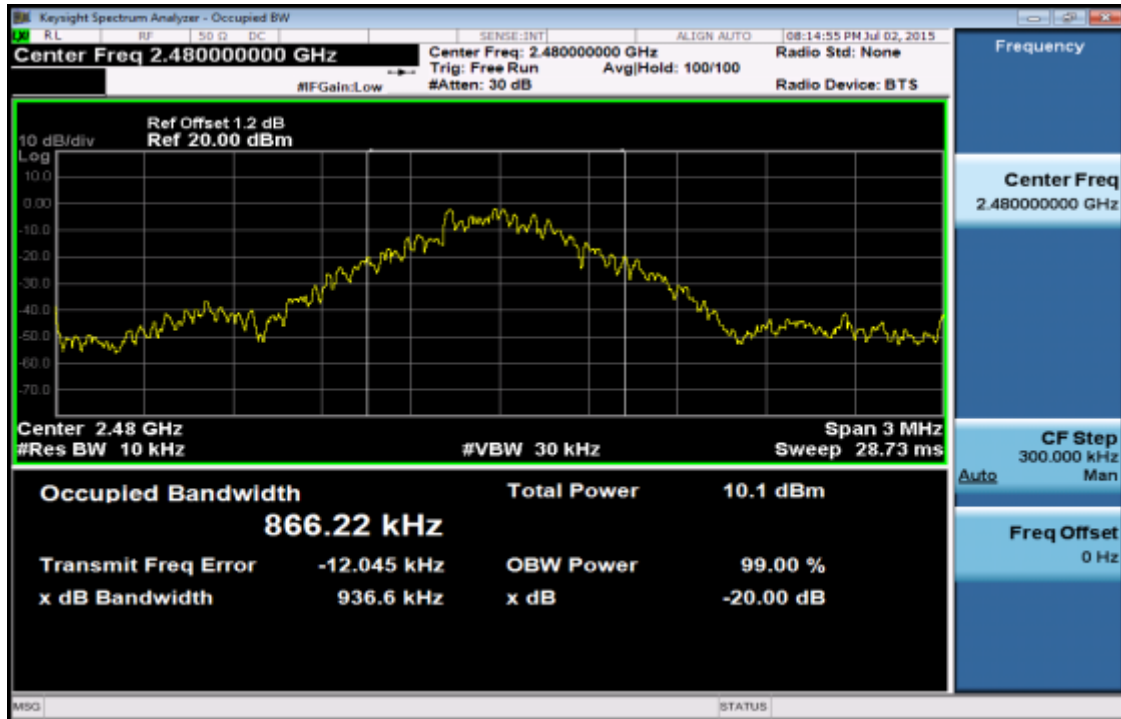 Keysight Spectrum Analyzer - Occupied BW
LXI RL RF 50 Ω DC SENSE:INT ALIGN AUTO 08:14:55 PM Jul 02, 2015
Center Freq 2.480000000 GHz
Center Freq: 2.480000000 GHz Radio Std: None
Trig: Free Run Avg|Hold: 100/100
#IFGain:Low #Atten: 30 dB Radio Device: BTS
Frequency
Ref Offset 1.2 dB
10 dB/div Ref 20.00 dBm
Log
10.0
0.00
-10.0
-20.0
-30.0
-40.0
-50.0
-60.0
-70.0
Center 2.48 GHz Span 3 MHz
#Res BW 10 kHz #VBW 30 kHz Sweep 28.73 ms
Center Freq
2.480000000 GHz
CF Step
300.000 kHz
Auto Man
Freq Offset
0 Hz
Occupied Bandwidth Total Power 10.1 dBm
866.22 kHz
Transmit Freq Error -12.045 kHz OBW Power 99.00 %
x dB Bandwidth 936.6 kHz x dB -20.00 dB
MSG STATUS